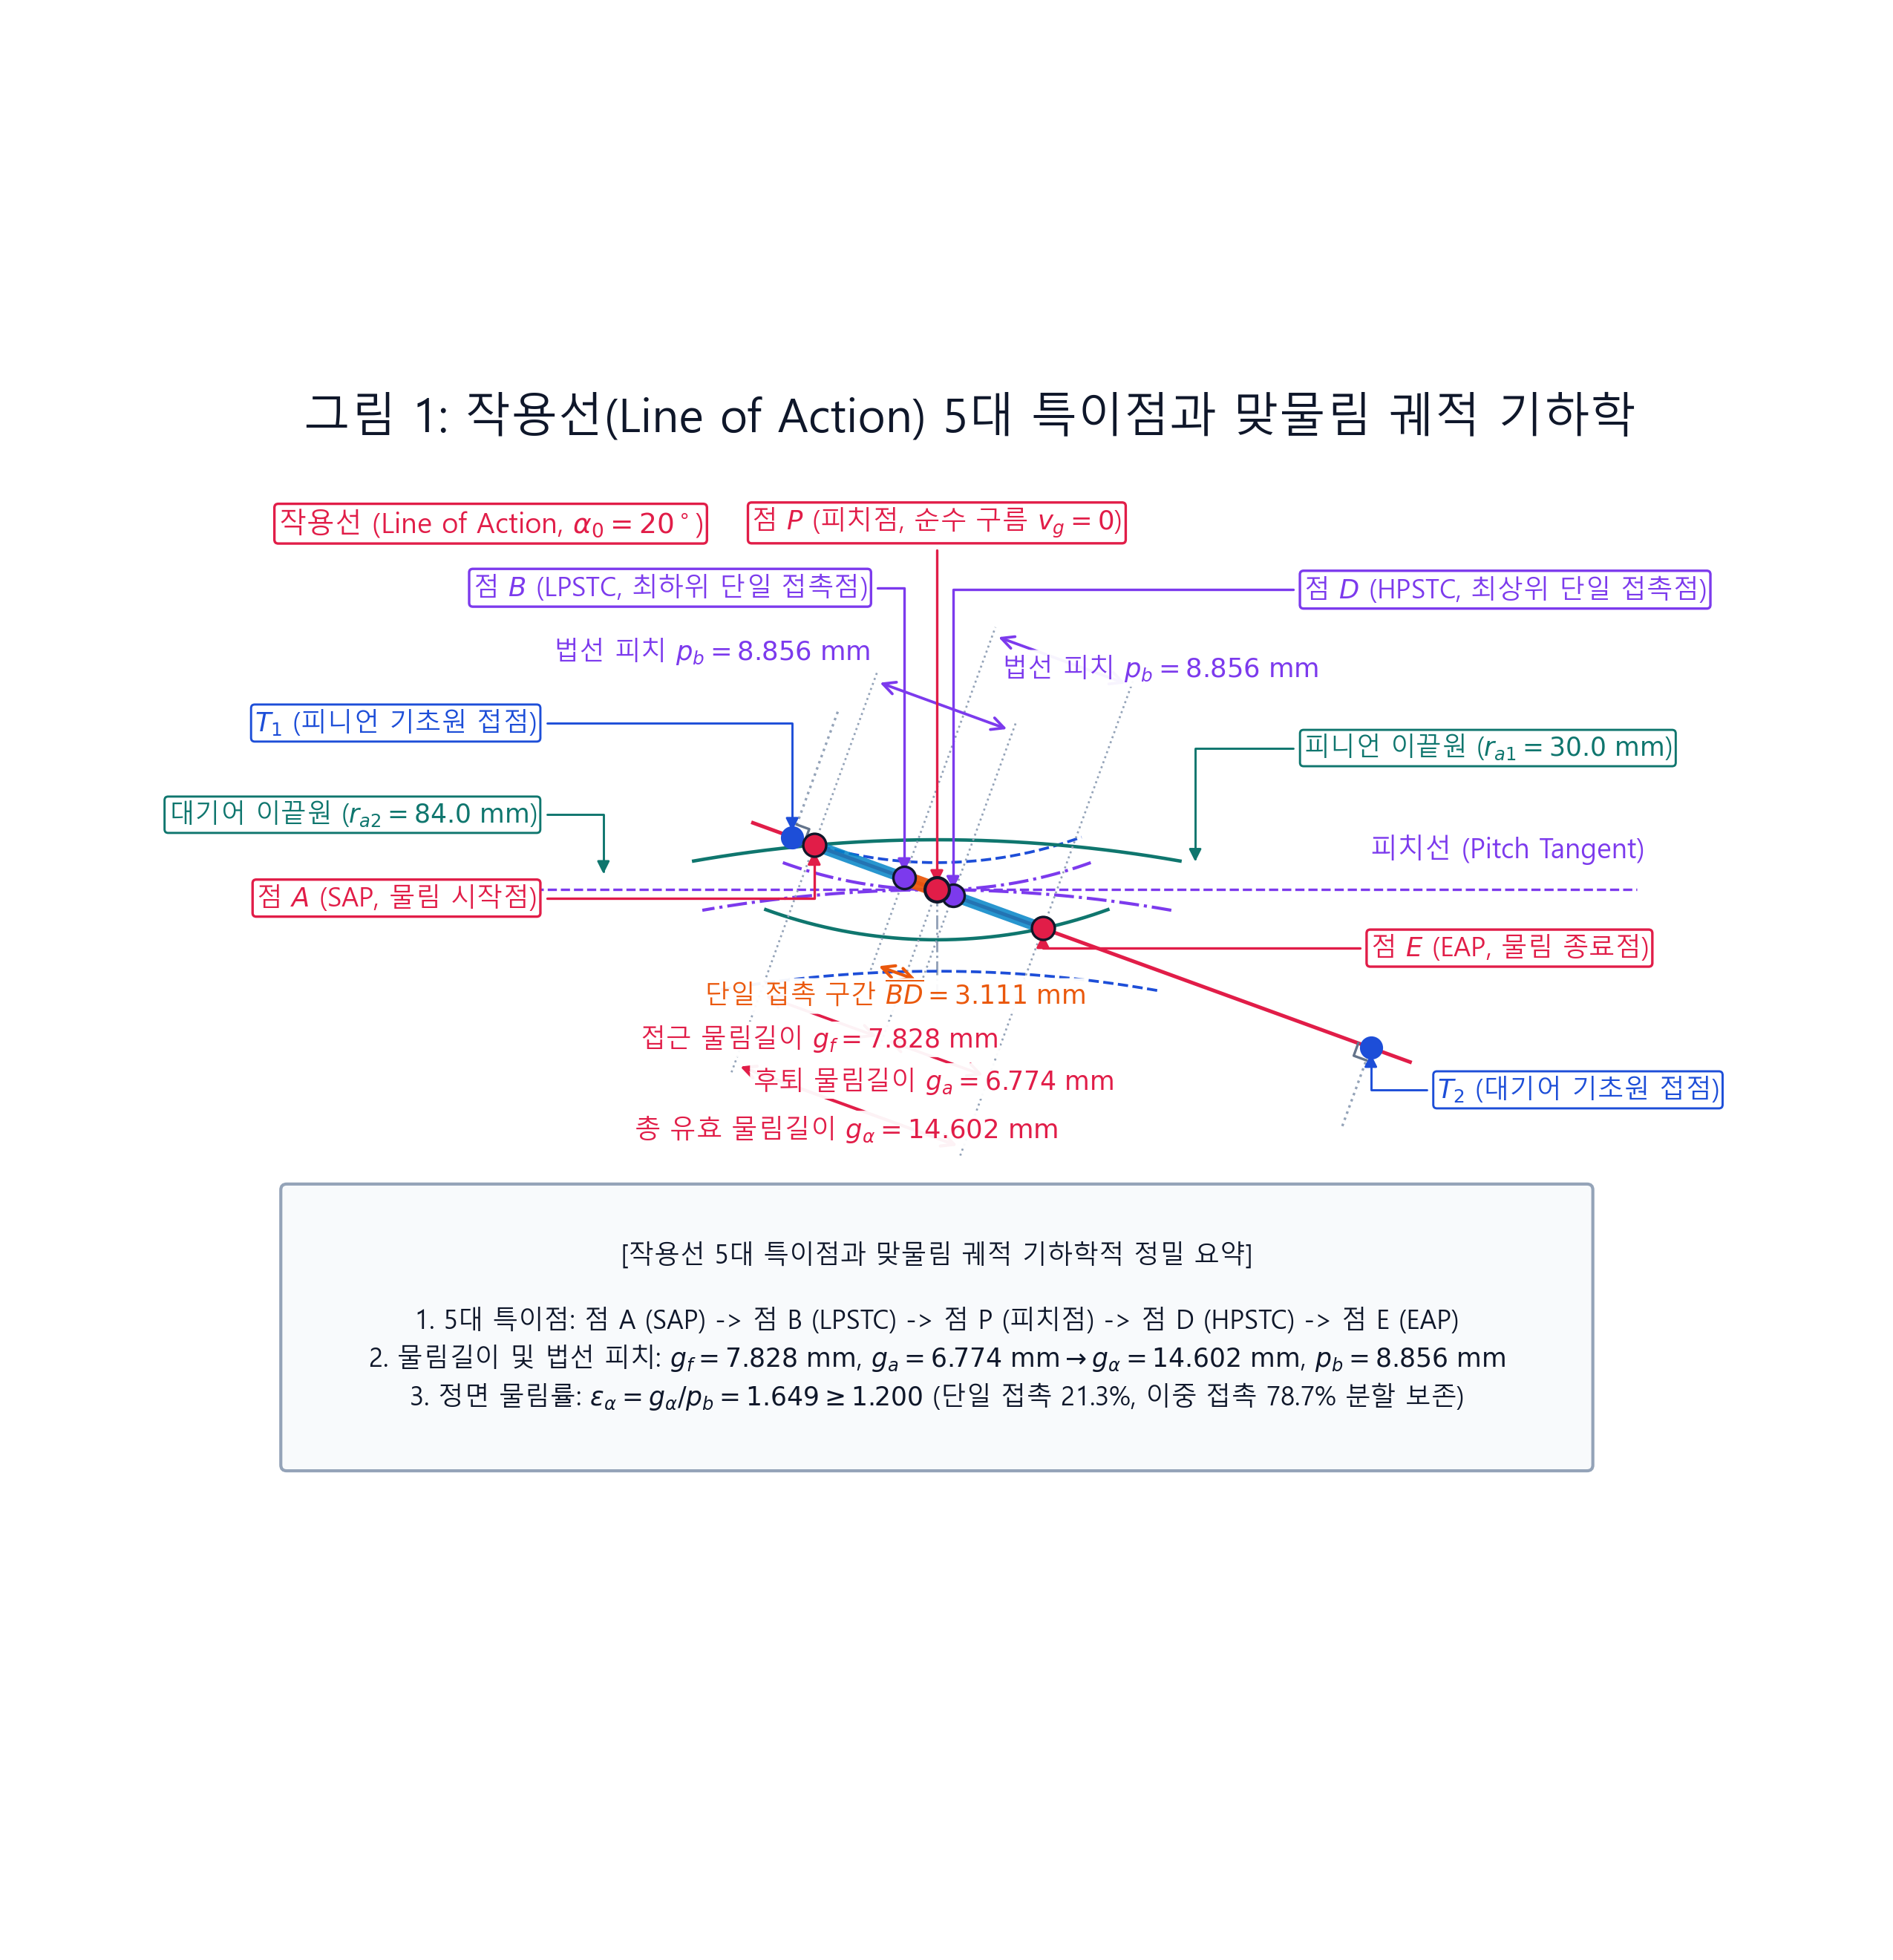 그림 1: 작용선(Line of Action) 5대 특이점과 맞물림 궤적 기하학
작용선 (Line of Action, α₀ = 20°)
점 P (피치점, 순수 구름 v_g = 0)
점 B (LPSTC, 최하위 단일 접촉점)
점 D (HPSTC, 최상위 단일 접촉점)
법선 피치 p_b = 8.856 mm
법선 피치 p_b = 8.856 mm
T₁ (피니언 기초원 접점)
피니언 이끝원 (r_a1 = 30.0 mm)
대기어 이끝원 (r_a2 = 84.0 mm)
피치선 (Pitch Tangent)
점 A (SAP, 물림 시작점)
점 E (EAP, 물림 종료점)
단일 접촉 구간 B̅D̅ = 3.111 mm
접근 물림길이 g_f = 7.828 mm
후퇴 물림길이 g_a = 6.774 mm
T₂ (대기어 기초원 접점)
총 유효 물림길이 g_α = 14.602 mm
[작용선 5대 특이점과 맞물림 궤적 기하학적 정밀 요약]
1. 5대 특이점: 점 A (SAP) -> 점 B (LPSTC) -> 점 P (피치점) -> 점 D (HPSTC) -> 점 E (EAP)
2. 물림길이 및 법선 피치: g_f = 7.828 mm, g_a = 6.774 mm → g_α = 14.602 mm, p_b = 8.856 mm
3. 정면 물림률: ε_α = g_α/p_b = 1.649 ≥ 1.200 (단일 접촉 21.3%, 이중 접촉 78.7% 분할 보존)